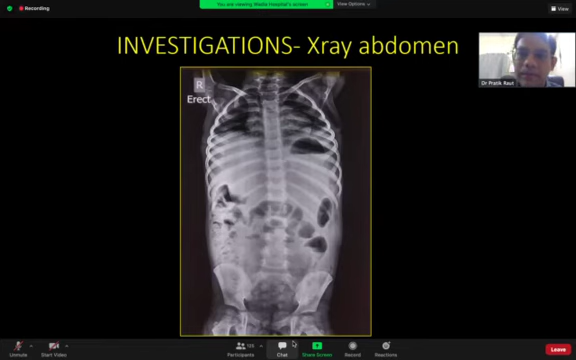 Recording
You are viewing Wadia Hospital's screen
View Options
View
INVESTIGATIONS- Xray abdomen
Dr Pratik Raut
R
Erect
Unmute
Start Video
Participants
Chat
Share Screen
Record
Reactions
Leave